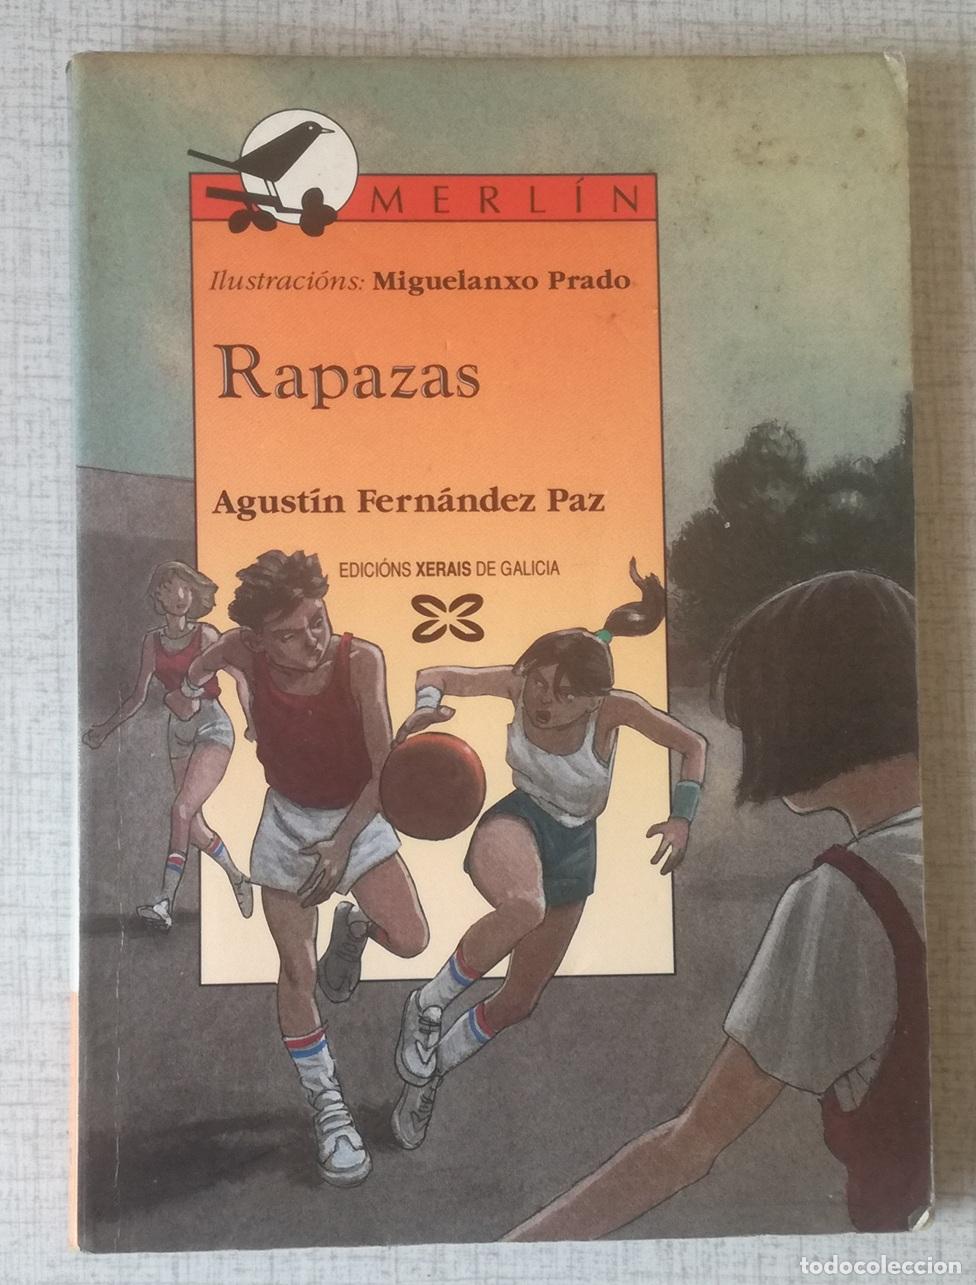 MERLÍN
Ilustracións: Miguelanxo Prado
Rapazas
Agustín Fernández Paz
EDICIÓNS XERAIS DE GALICIA
todocoleccion